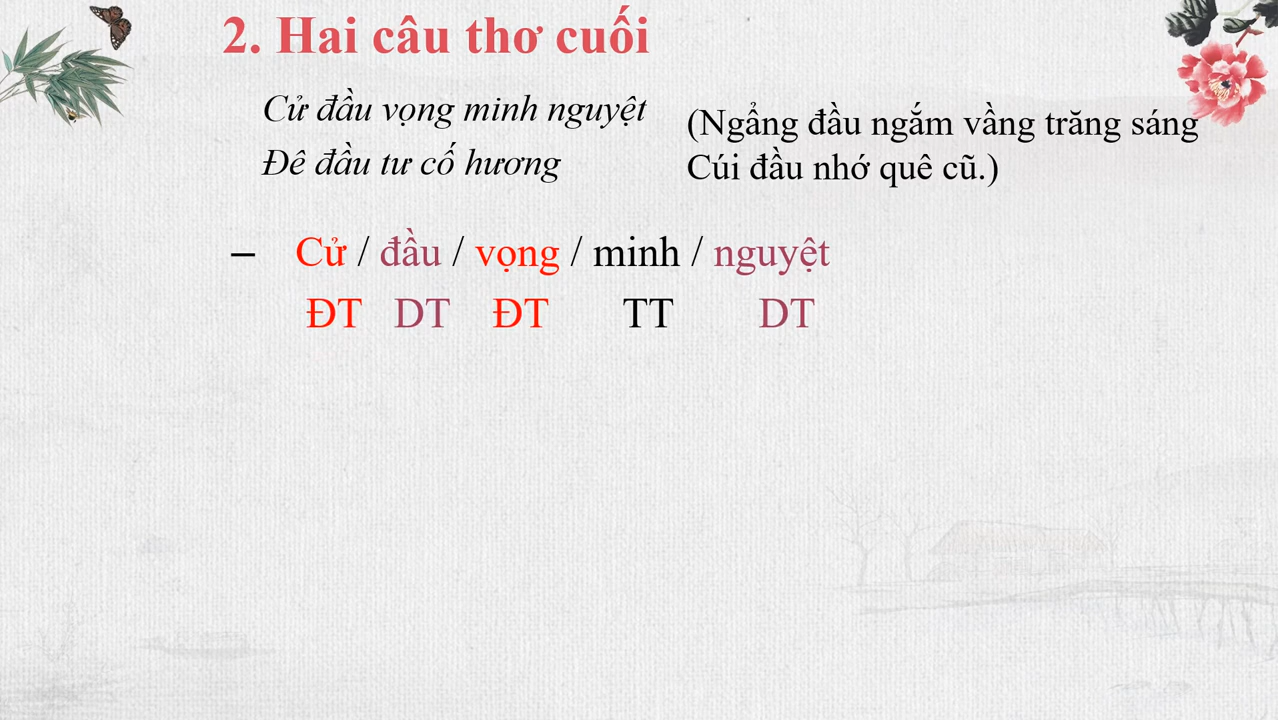 2. Hai câu thơ cuối
Cử đầu vọng minh nguyệt
Đê đầu tư cố hương
(Ngẩng đầu ngắm vầng trăng sáng
Cúi đầu nhớ quê cũ.)
– Cử / đầu / vọng / minh / nguyệt
ĐT DT ĐT TT DT